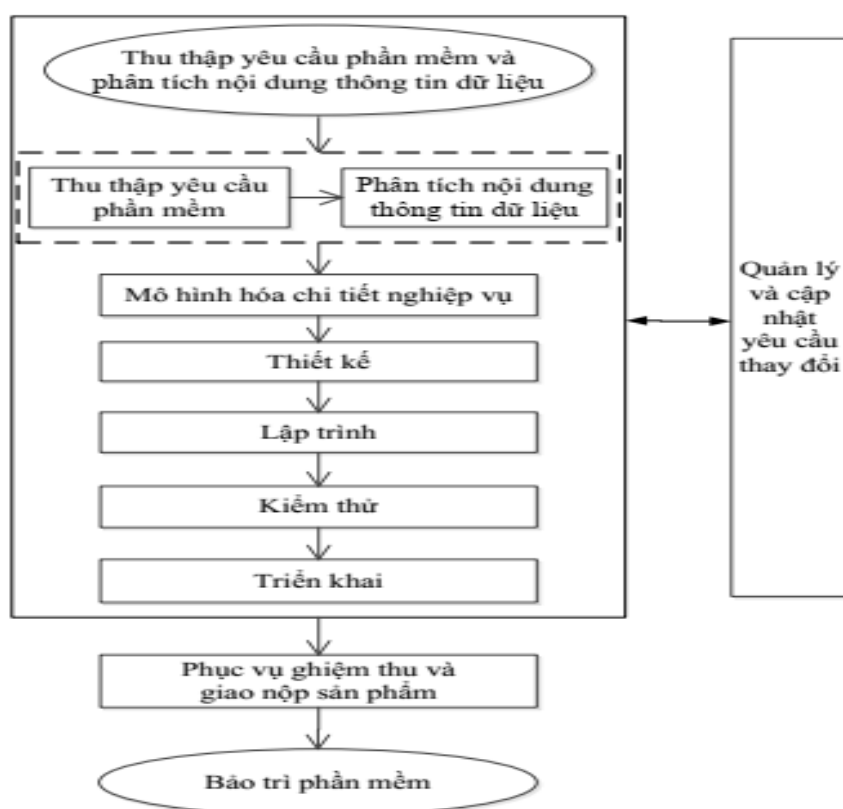 Thu thập yêu cầu phần mềm và
phân tích nội dung thông tin dữ liệu
Thu thập yêu cầu
phần mềm
Phân tích nội dung
thông tin dữ liệu
Mô hình hóa chi tiết nghiệp vụ
Thiết kế
Lập trình
Kiểm thử
Triển khai
Phục vụ ghiệm thu và
giao nộp sản phẩm
Bảo trì phần mềm
Quản lý
và cập
nhật
yêu cầu
thay đổi